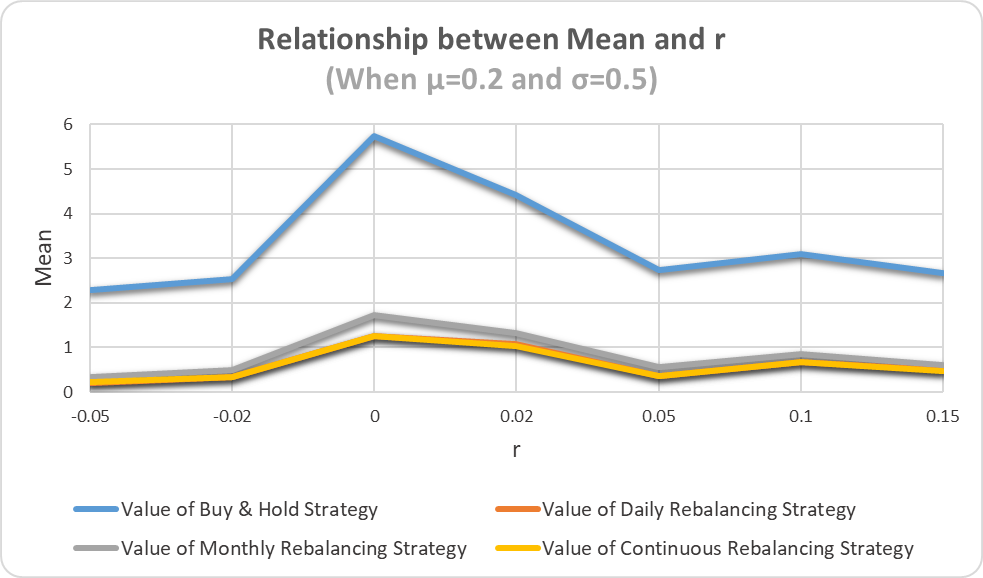 Relationship between Mean and r
(When μ=0.2 and σ=0.5)
6
5
4
3
2
1
0
Mean
-0.05 -0.02 0 0.02 0.05 0.1 0.15
r
Value of Buy & Hold Strategy Value of Daily Rebalancing Strategy
Value of Monthly Rebalancing Strategy Value of Continuous Rebalancing Strategy